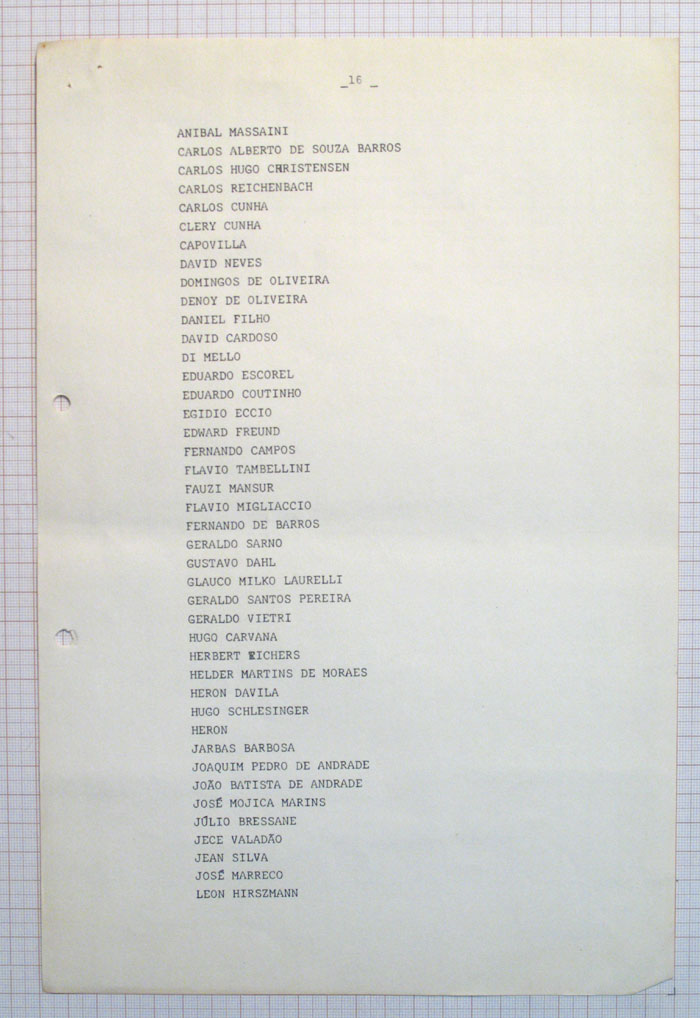 _16 _
ANIBAL MASSAINI
CARLOS ALBERTO DE SOUZA BARROS
CARLOS HUGO CHRISTENSEN
CARLOS REICHENBACH
CARLOS CUNHA
CLERY CUNHA
CAPOVILLA
DAVID NEVES
DOMINGOS DE OLIVEIRA
DENOY DE OLIVEIRA
DANIEL FILHO
DAVID CARDOSO
DI MELLO
EDUARDO ESCOREL
EDUARDO COUTINHO
EGIDIO ECCIO
EDWARD FREUND
FERNANDO CAMPOS
FLAVIO TAMBELLINI
FAUZI MANSUR
FLAVIO MIGLIACCIO
FERNANDO DE BARROS
GERALDO SARNO
GUSTAVO DAHL
GLAUCO MILKO LAURELLI
GERALDO SANTOS PEREIRA
GERALDO VIETRI
HUGO CARVANA
HERBERT RICHERS
HELDER MARTINS DE MORAES
HERON DAVILA
HUGO SCHLESINGER
HERON
JARBAS BARBOSA
JOAQUIM PEDRO DE ANDRADE
JOÃO BATISTA DE ANDRADE
JOSÉ MOJICA MARINS
JÚLIO BRESSANE
JECE VALADÃO
JEAN SILVA
JOSÉ MARRECO
LEON HIRSZMANN